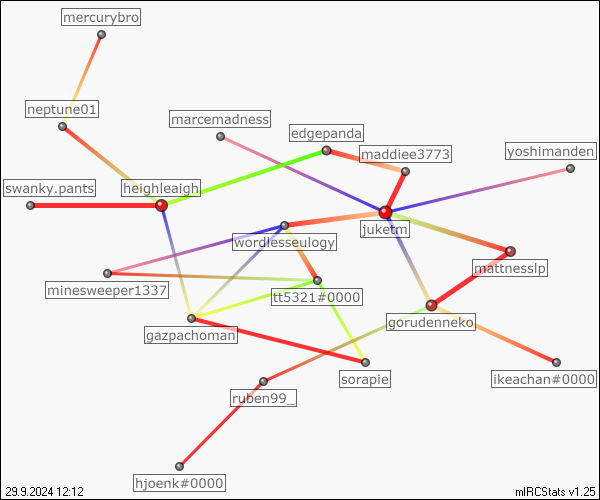 mercurybro
neptune01
marcemadness
edgepanda
maddiee3773
yoshimanden
swanky.pants
heighleaigh
juketm
wordlesseulogy
mattnesslp
minesweeper1337
tt5321#0000
gorudenneko
gazpachoman
sorapie
ikeachan#0000
ruben99_
hjoenk#0000
29.9.2024 12:12
mIRCStats v1.25